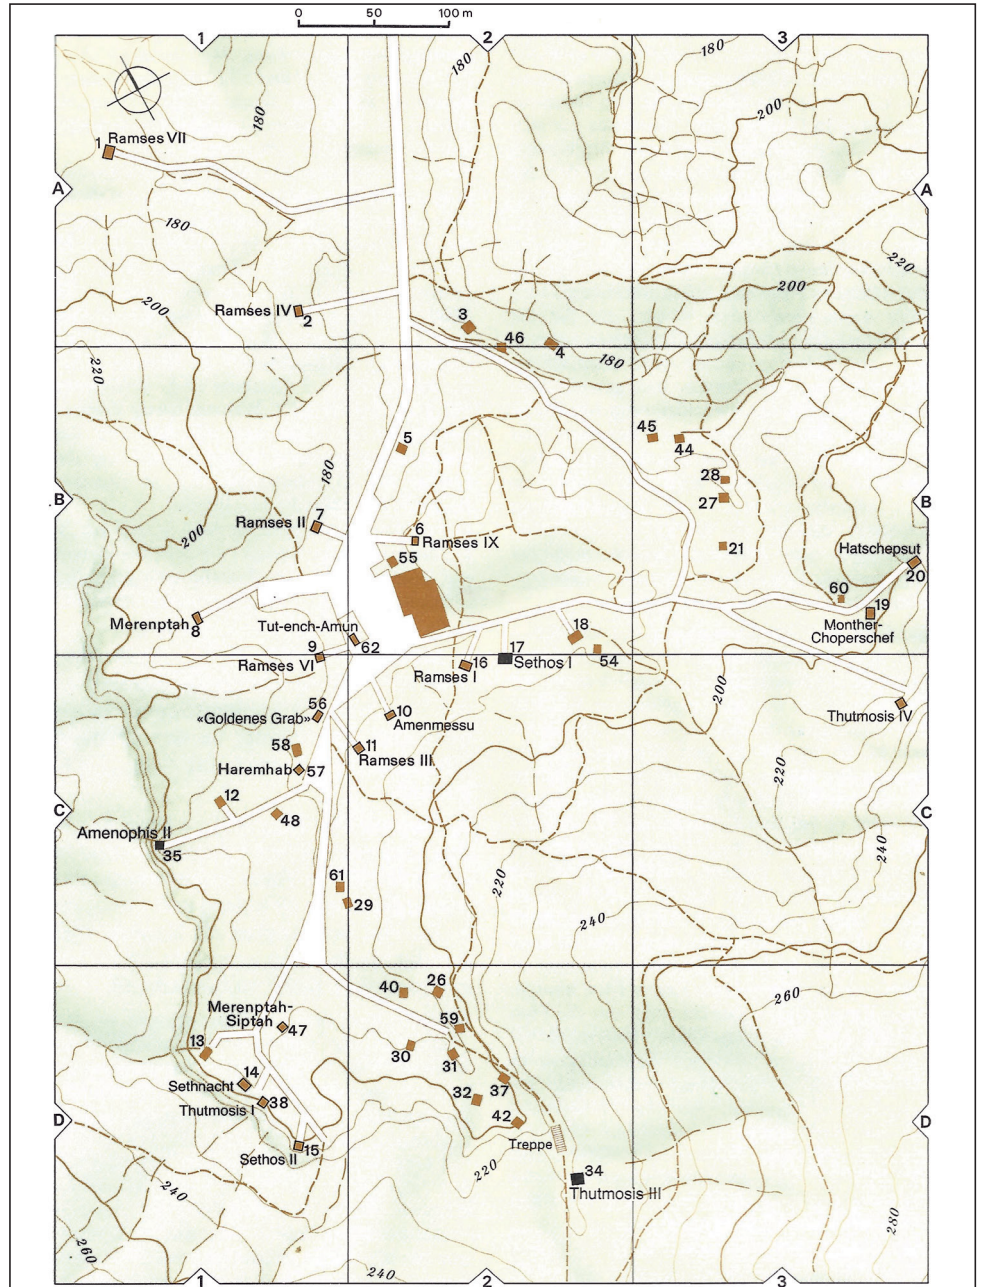 0 50 100 m
1 2 3
180 180
200
180
1 Ramses VII
A A
180
220
200 200
Ramses IV
2
3
46
4
180
220
45
44
5
28
180
27
B B
7
Ramses II
6
Ramses IX
200
21
Hatschepsut
55
20
60
19
Merenptah
8
Tut-ench-Amun
62
18
Monther-
Choperschef
9
17
54
Ramses VI
16
Sethos I
Ramses I
200
56
«Goldenes Grab»
10
Amenmessu
Thutmosis IV
58
11
Ramses III
Haremhab 57
220
12
48
C C
Amenophis II
35
240
61
220
29
240
40
26
260
Merenptah-
Siptah
47
59
13
30
31
14
Sethnacht
37
Thutmosis I
38
32
42
D D
Treppe
Sethos II
15
220
34
Thutmosis III
240
280
260
240
1 2 3